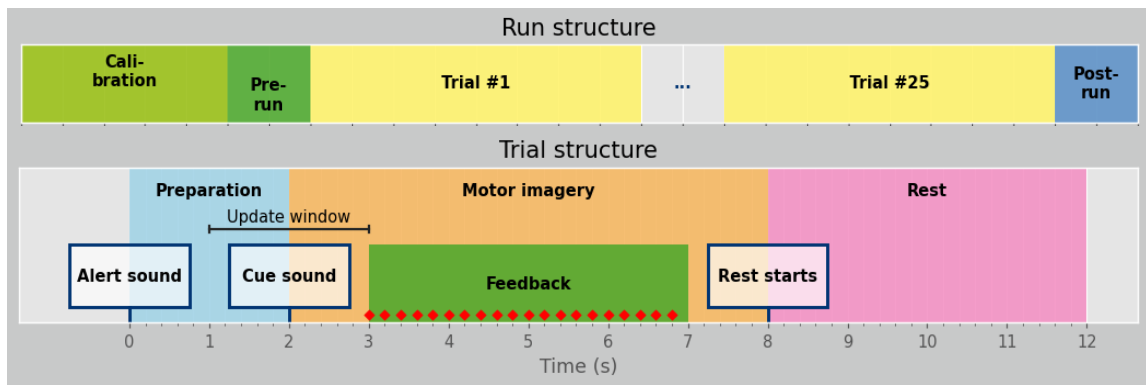 Run structure
Cali-
bration
Pre-
run
Trial #1
...
Trial #25
Post-
run
Trial structure
Preparation
Motor imagery
Rest
Update window
Alert sound
Cue sound
Feedback
Rest starts
0 1 2 3 4 5 6 7 8 9 10 11 12
Time (s)